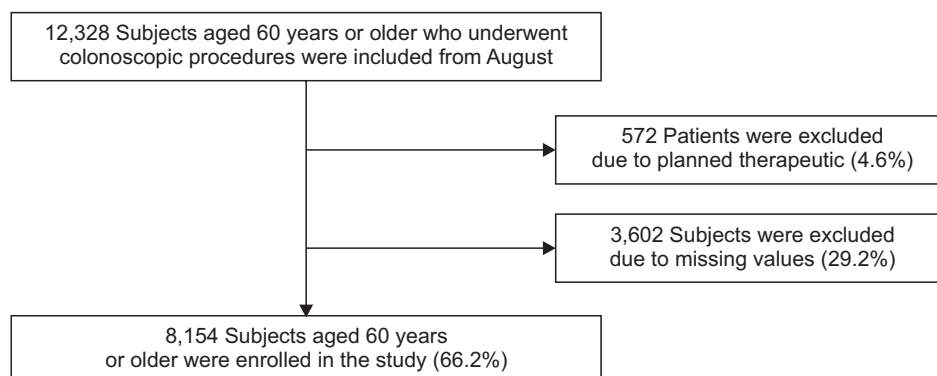 12,328 Subjects aged 60 years or older who underwent
colonoscopic procedures were included from August
572 Patients were excluded
due to planned therapeutic (4.6%)
3,602 Subjects were excluded
due to missing values (29.2%)
8,154 Subjects aged 60 years
or older were enrolled in the study (66.2%)